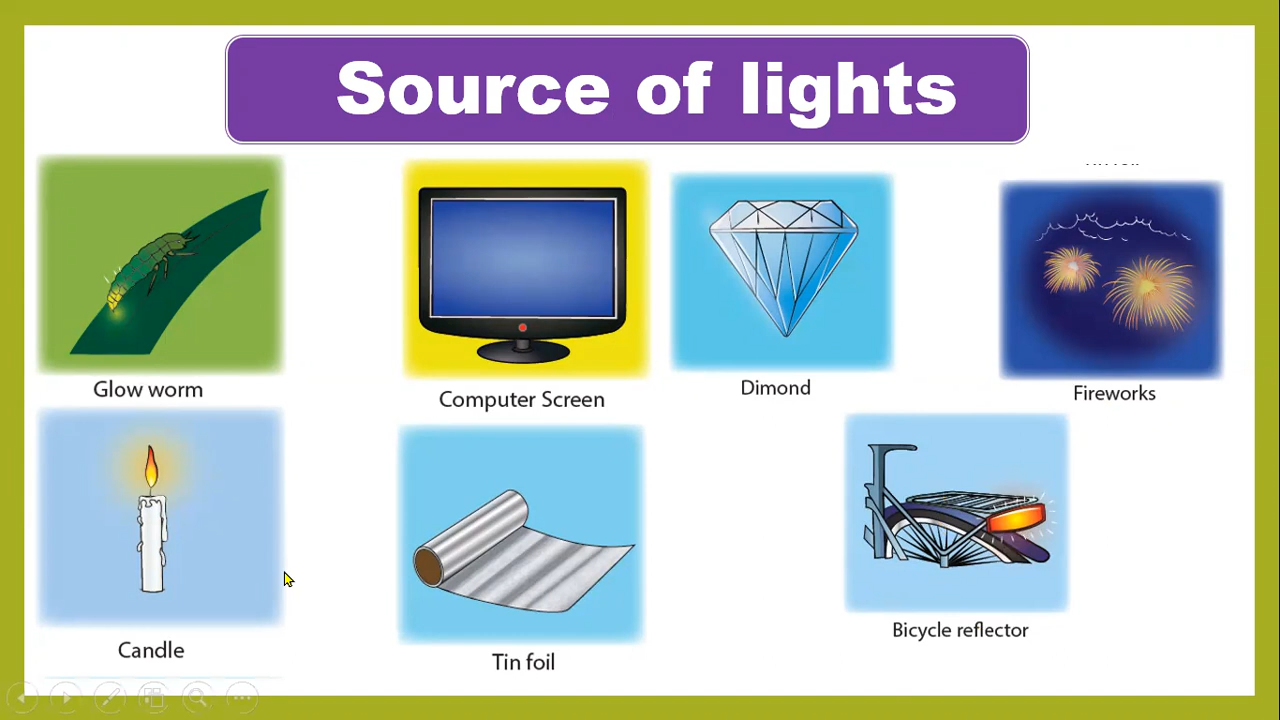 Source of lights
Glow worm
Computer Screen
Dimond
Fireworks
Candle
Tin foil
Bicycle reflector